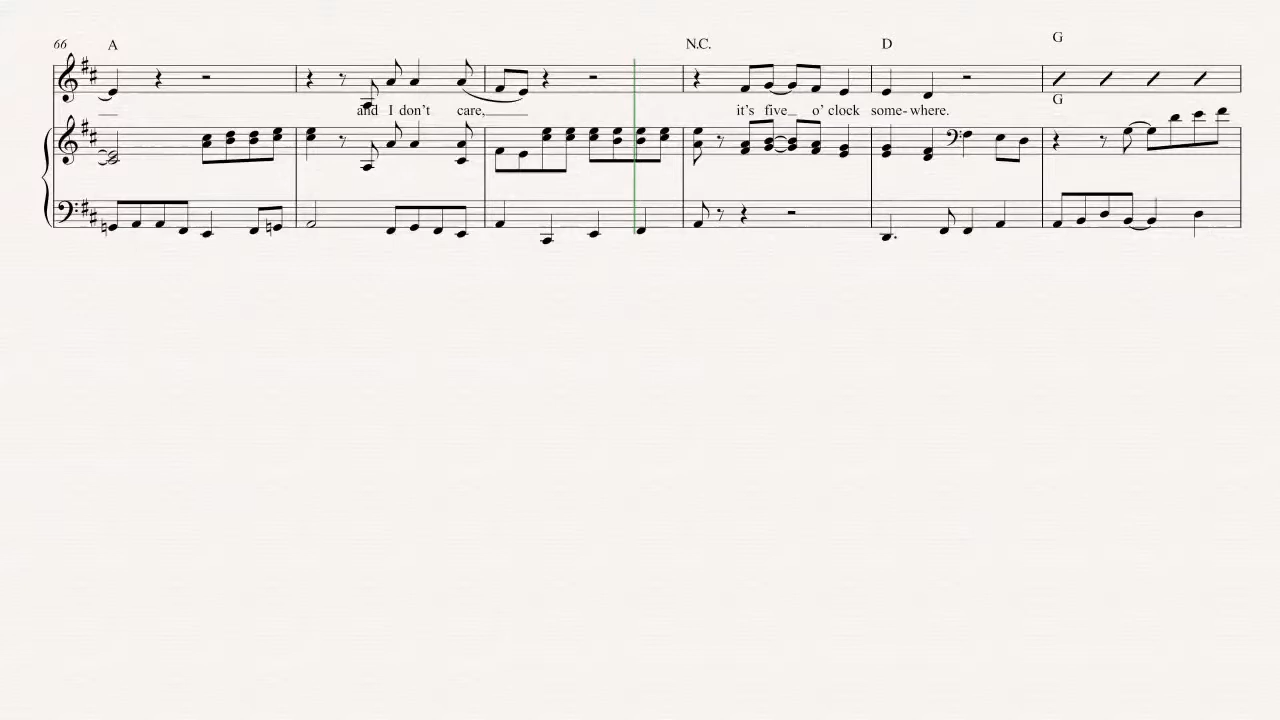 66 A N.C. D G
and I don't care, it's five o' clock some- where.
G